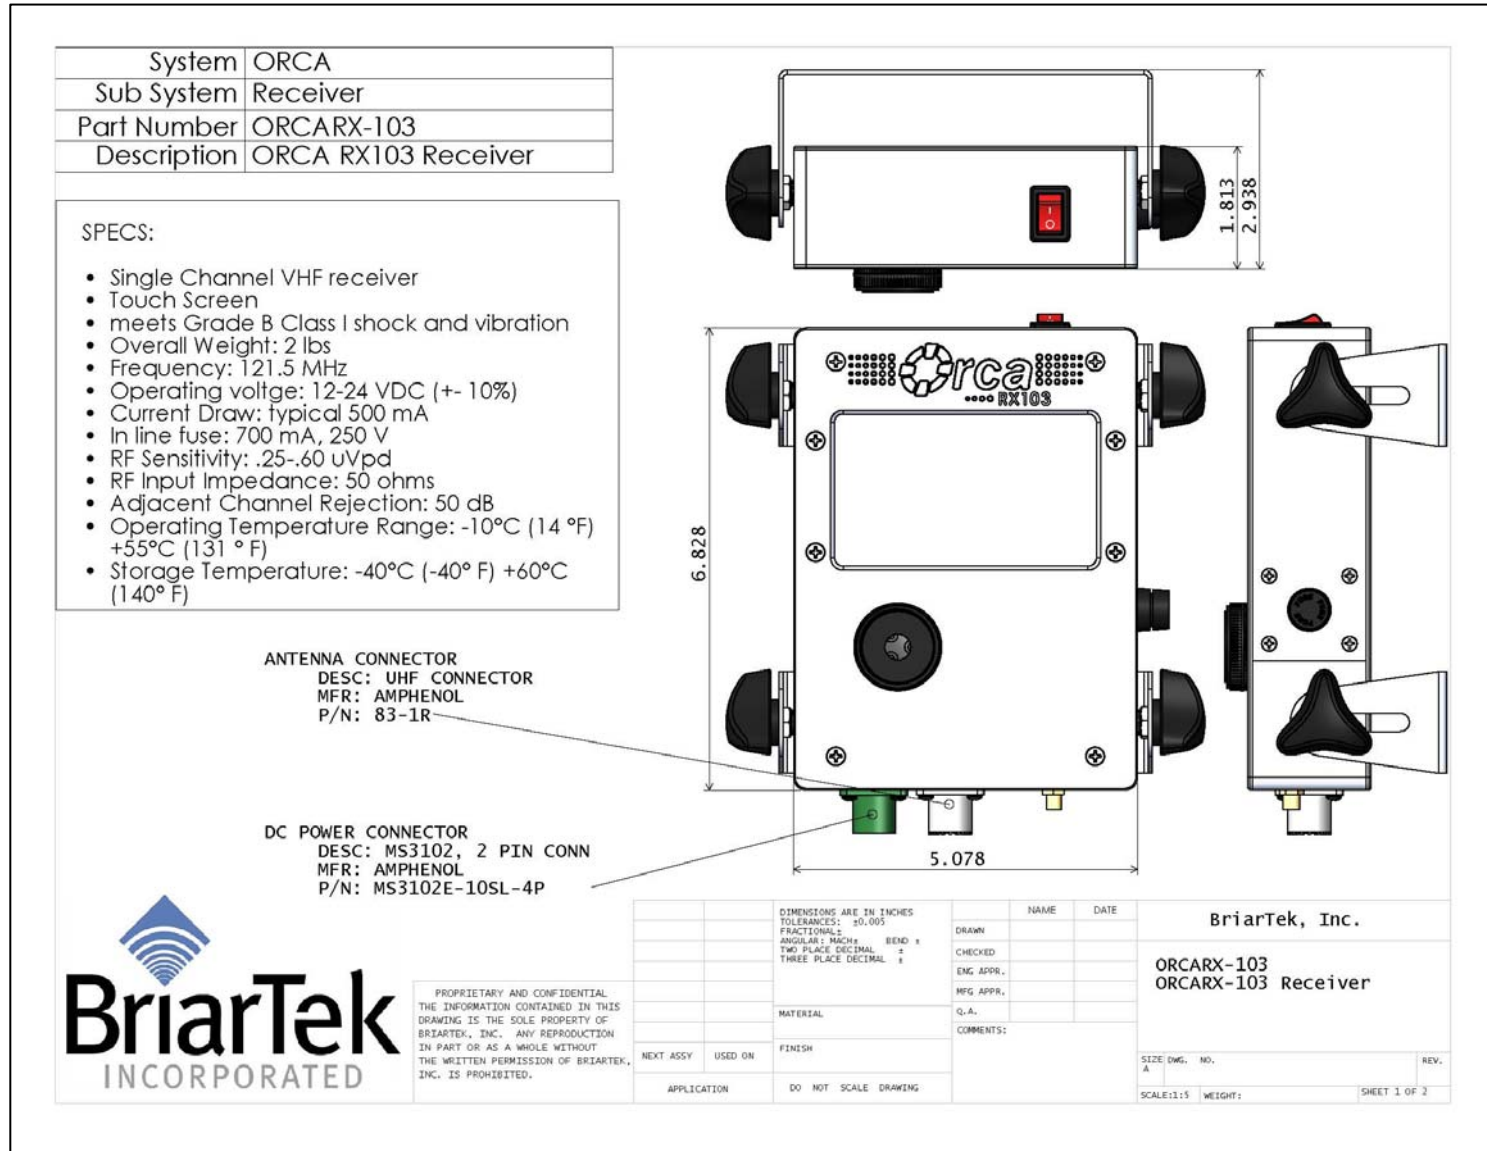 System ORCA
Sub System Receiver
Part Number ORCARX-103
Description ORCA RX103 Receiver
SPECS:
• Single Channel VHF receiver
• Touch Screen
• meets Grade B Class I shock and vibration
• Overall Weight: 2 lbs
• Frequency: 121.5 MHz
• Operating voltge: 12-24 VDC (+- 10%)
• Current Draw: typical 500 mA
• In line fuse: 700 mA, 250 V
• RF Sensitivity: .25-.60 uVpd
• RF Input Impedance: 50 ohms
• Adjacent Channel Rejection: 50 dB
• Operating Temperature Range: -10°C (14 °F)
+55°C (131 ° F)
• Storage Temperature: -40°C (-40° F) +60°C
(140° F)
1.813
2.938
Orca
RX103
6.828
5.078
ANTENNA CONNECTOR
DESC: UHF CONNECTOR
MFR: AMPHENOL
P/N: 83-1R
DC POWER CONNECTOR
DESC: MS3102, 2 PIN CONN
MFR: AMPHENOL
P/N: MS3102E-10SL-4P
BriarTek
INCORPORATED
PROPRIETARY AND CONFIDENTIAL
THE INFORMATION CONTAINED IN THIS
DRAWING IS THE SOLE PROPERTY OF
BRIARTEK, INC. ANY REPRODUCTION
IN PART OR AS A WHOLE WITHOUT
THE WRITTEN PERMISSION OF BRIARTEK,
INC. IS PROHIBITED.
NEXT ASSY USED ON
APPLICATION
DIMENSIONS ARE IN INCHES
TOLERANCES: ±0.005
FRACTIONAL±
ANGULAR: MACH± BEND ±
TWO PLACE DECIMAL ±
THREE PLACE DECIMAL ±
MATERIAL
FINISH
DO NOT SCALE DRAWING
NAME DATE
DRAWN
CHECKED
ENG APPR.
MFG APPR.
Q.A.
COMMENTS:
BriarTek, Inc.
ORCARX-103
ORCARX-103 Receiver
SIZE DWG. NO. REV.
A
SCALE:1:5 WEIGHT: SHEET 1 OF 2